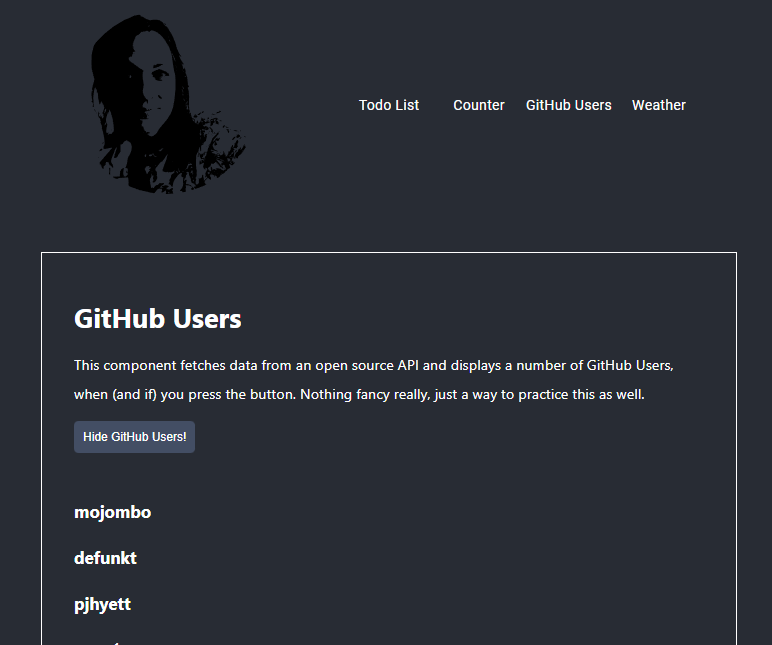 Todo List Counter GitHub Users Weather
GitHub Users
This component fetches data from an open source API and displays a number of GitHub Users,
when (and if) you press the button. Nothing fancy really, just a way to practice this as well.
Hide GitHub Users!
mojombo
defunkt
pjhyett